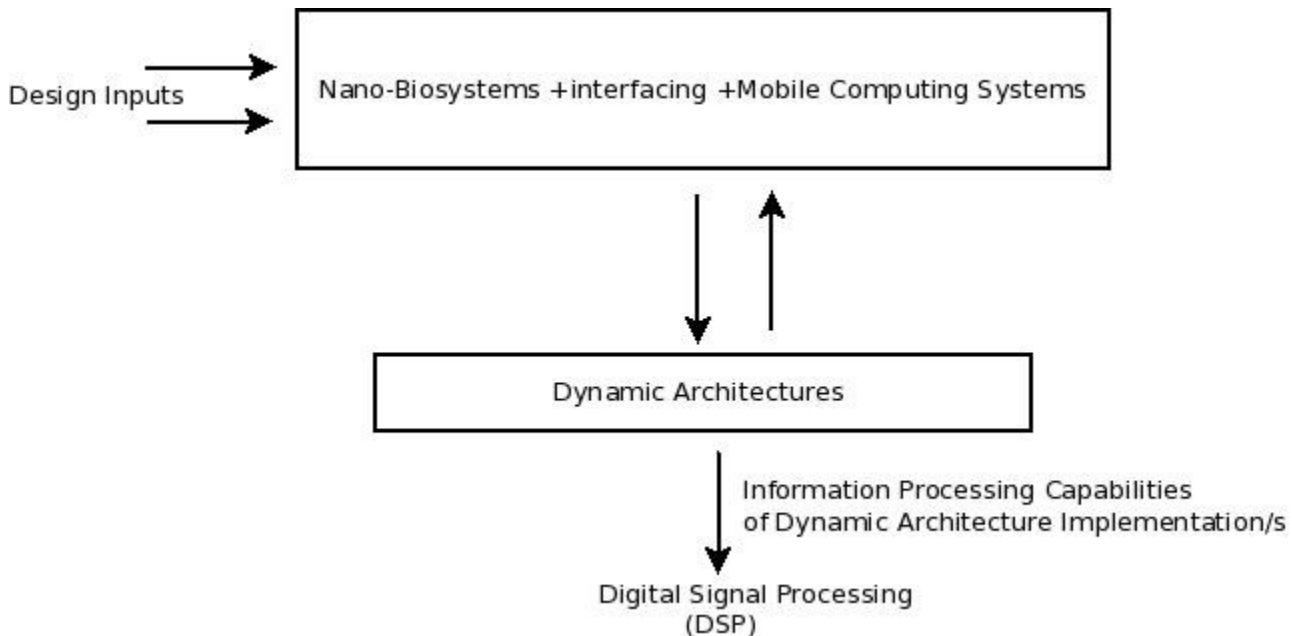 Design Inputs
Nano-Biosystems +interfacing +Mobile Computing Systems
Dynamic Architectures
Information Processing Capabilities
of Dynamic Architecture Implementation/s
Digital Signal Processing
(DSP)